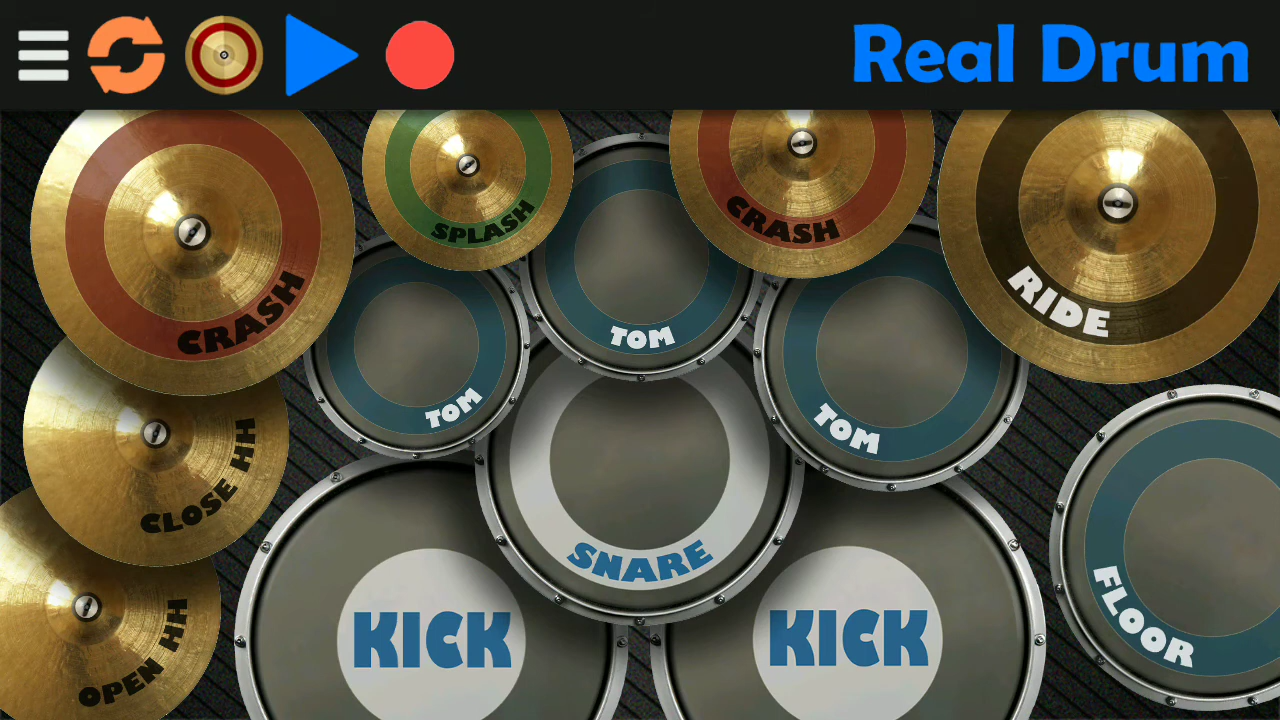 Real Drum
CRASH
SPLASH
CRASH
RIDE
TOM
TOM
TOM
CLOSE HH
SNARE
OPEN HH
KICK
KICK
FLOOR